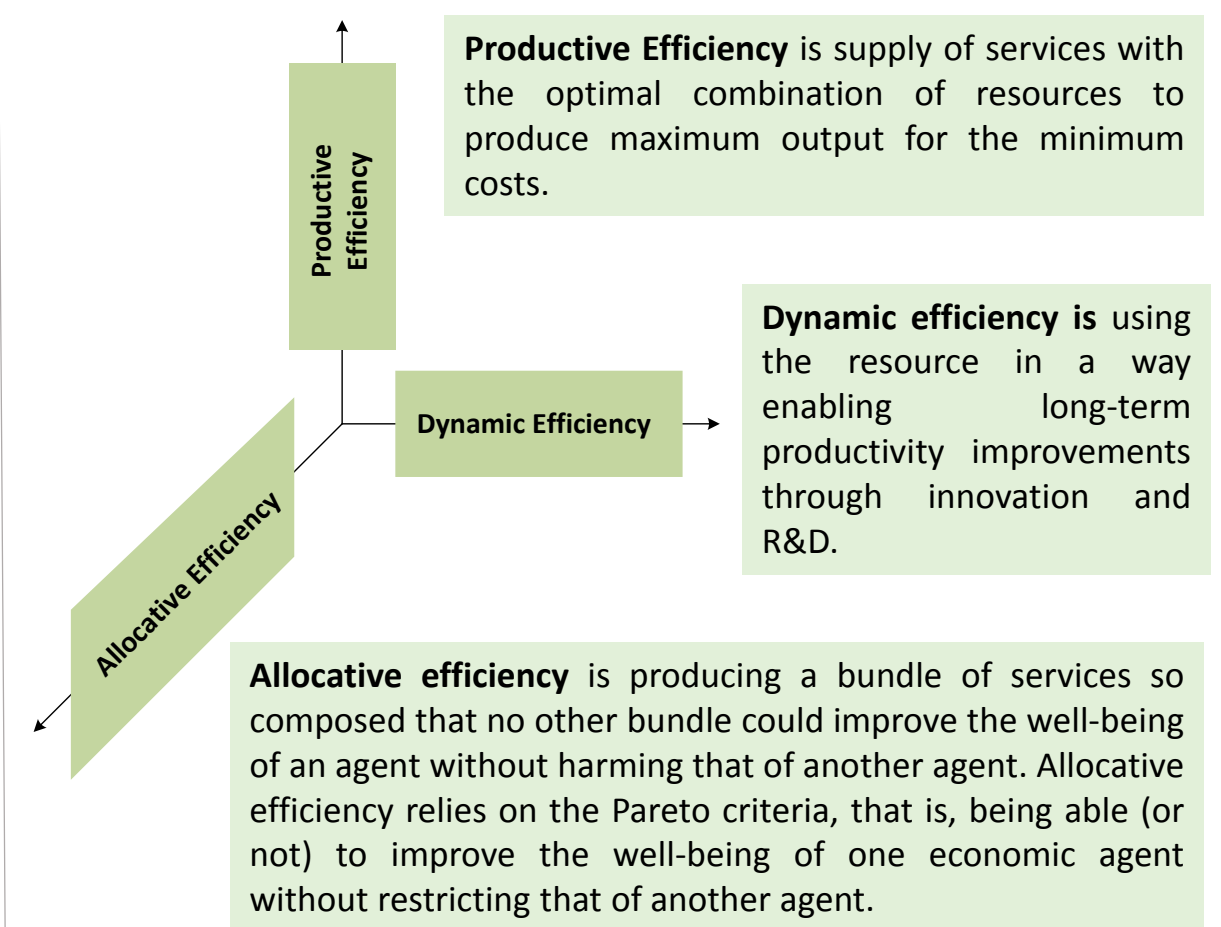 Productive Efficiency is supply of services with
the optimal combination of resources to
produce maximum output for the minimum
costs.
Productive
Efficiency
Dynamic efficiency is using
the resource in a way
enabling long-term
productivity improvements
through innovation and
R&D.
Dynamic Efficiency
Allocative Efficiency
Allocative efficiency is producing a bundle of services so
composed that no other bundle could improve the well-being
of an agent without harming that of another agent. Allocative
efficiency relies on the Pareto criteria, that is, being able (or
not) to improve the well-being of one economic agent
without restricting that of another agent.